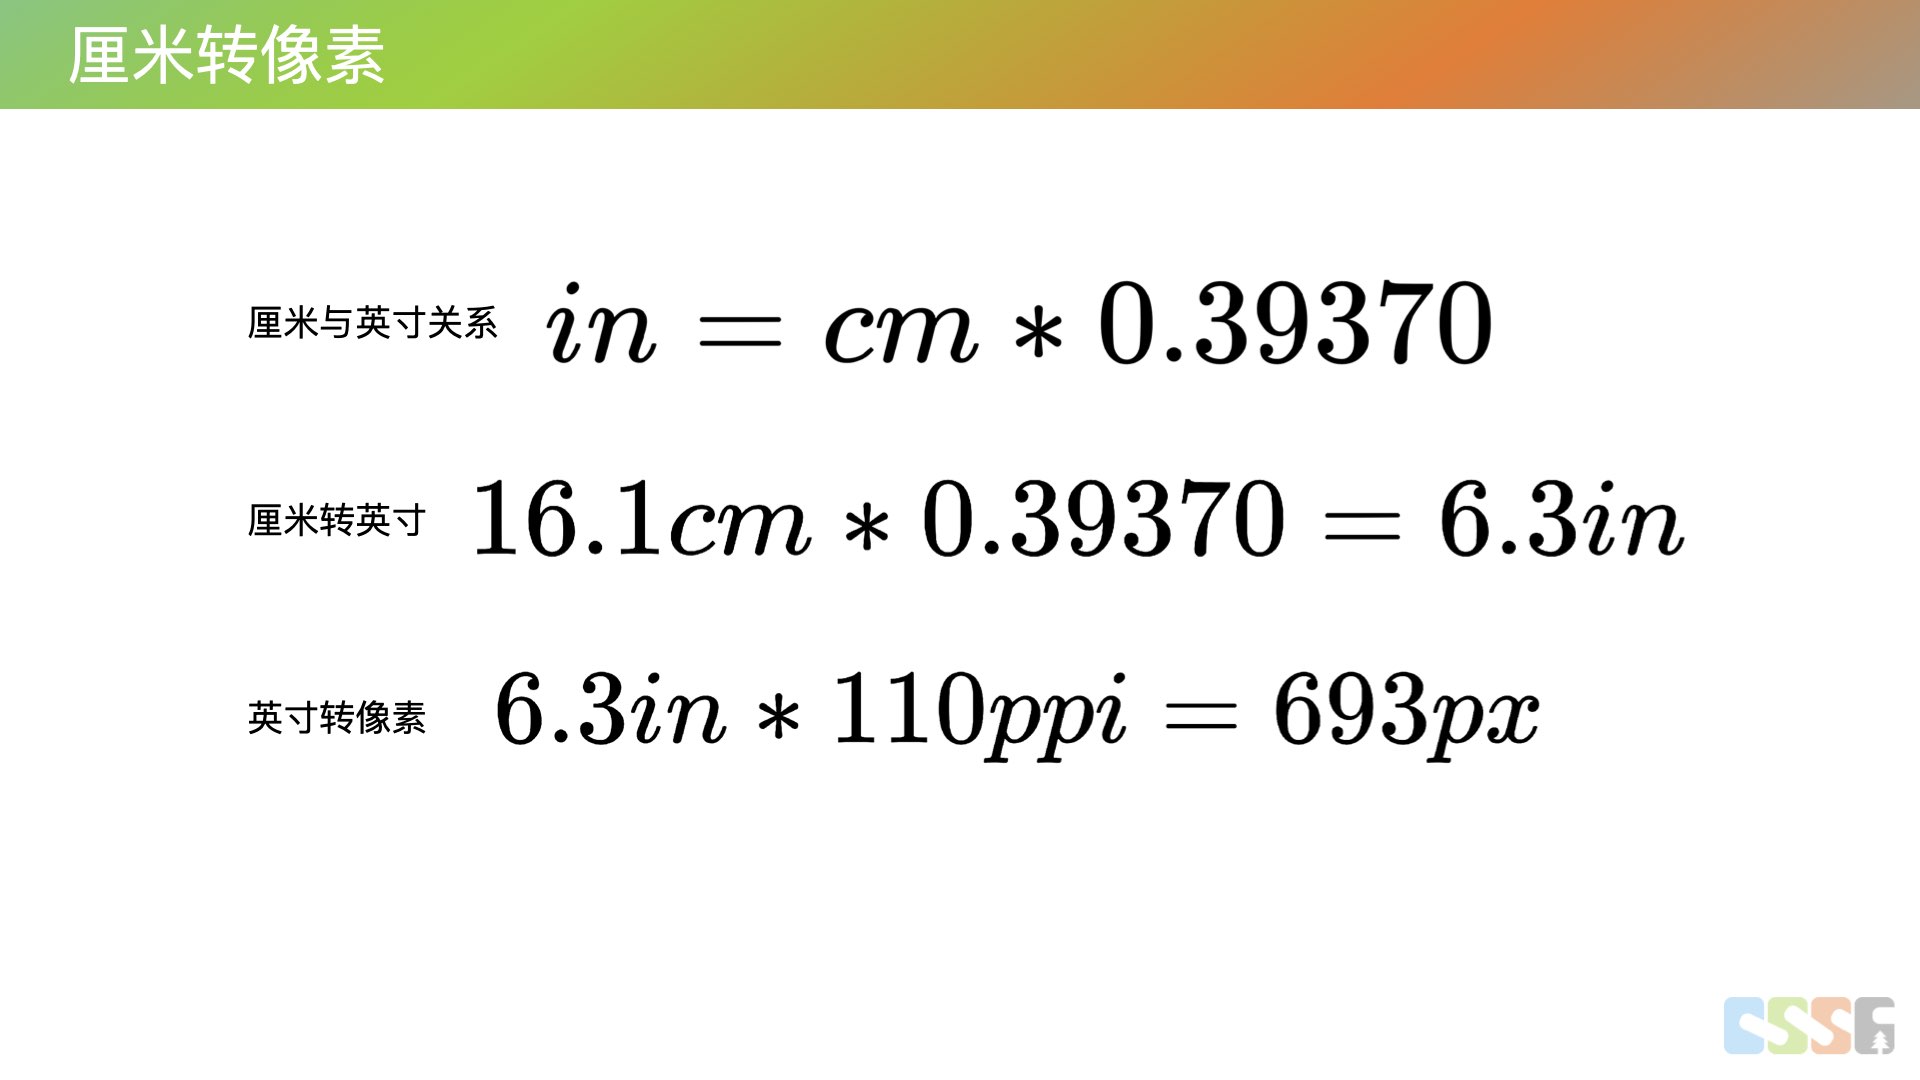 厘米转像素
厘米与英寸关系 in = cm * 0.39370
厘米转英寸 16.1cm * 0.39370 = 6.3in
英寸转像素 6.3in * 110ppi = 693px